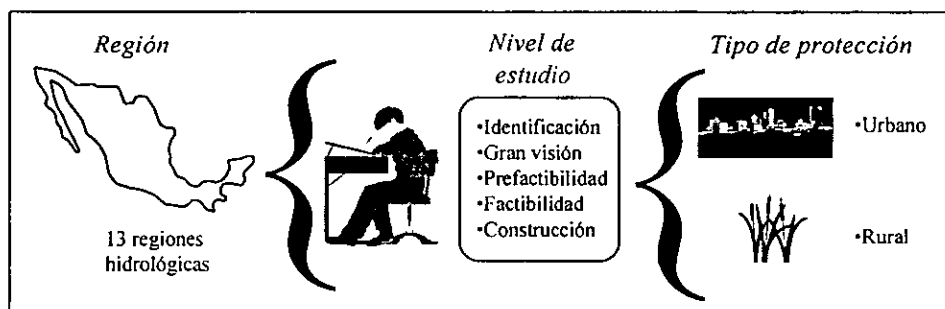 Región
13 regiones
hidrológicas
Nivel de
estudio
•Identificación
•Gran visión
•Prefactibilidad
•Factibilidad
•Construcción
Tipo de protección
•Urbano
•Rural